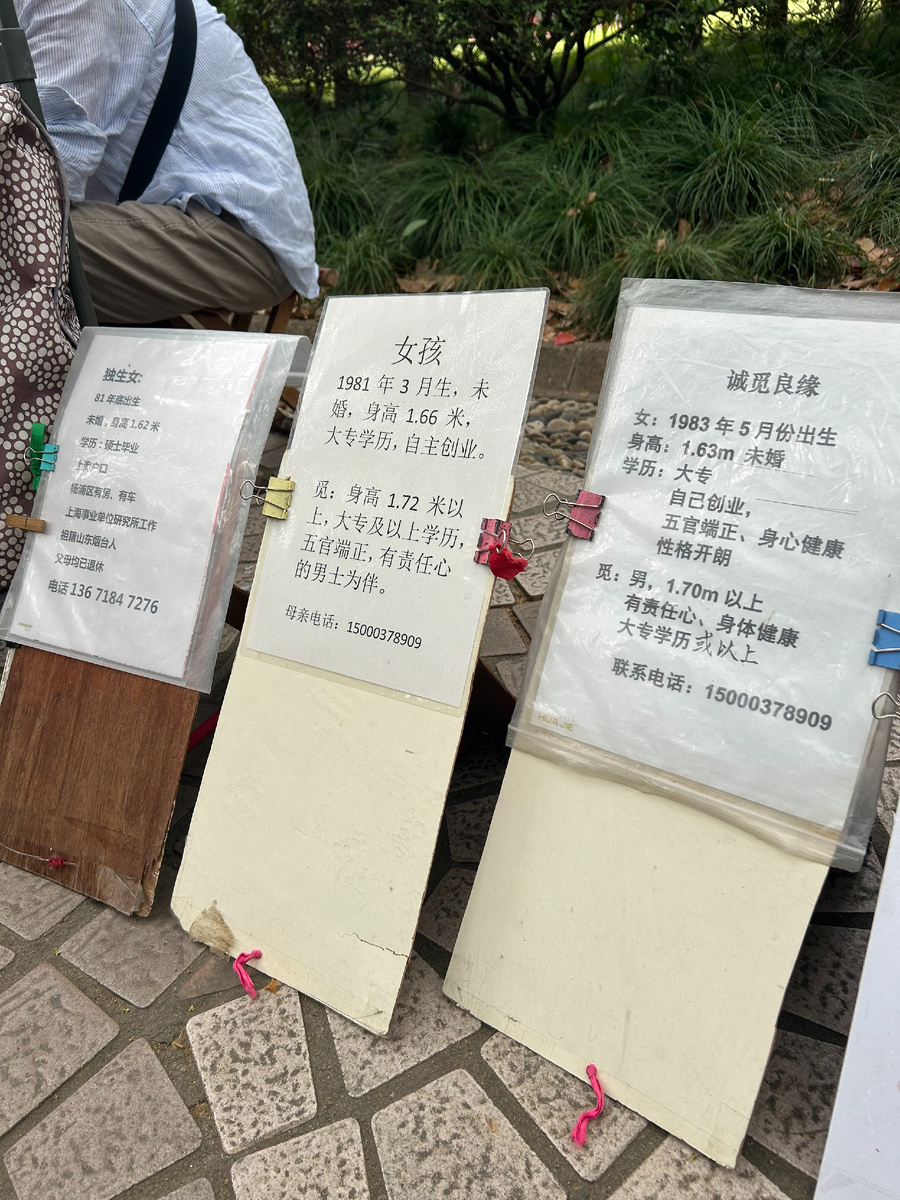 独生女:
81年底出生
未婚，身高1.62米
学历：硕士毕业
上海户口
杨浦区有房、有车
上海事业单位研究所工作
祖籍山东烟台人
父母均已退休
电话 136 7184 7276
女孩
1981 年 3 月生，未
婚，身高 1.66 米，
大专学历，自主创业。
觅：身高 1.72 米以
上，大专及以上学历，
五官端正，有责任心
的男士为伴。
母亲电话：15000378909
诚觅良缘
女：1983 年 5 月份出生
身高：1.63m 未婚
学历：大专
自己创业，
五官端正、身心健康
性格开朗
觅：男，1.70m 以上
有责任心、身体健康
大专学历或以上
联系电话：15000378909
HUA JIE